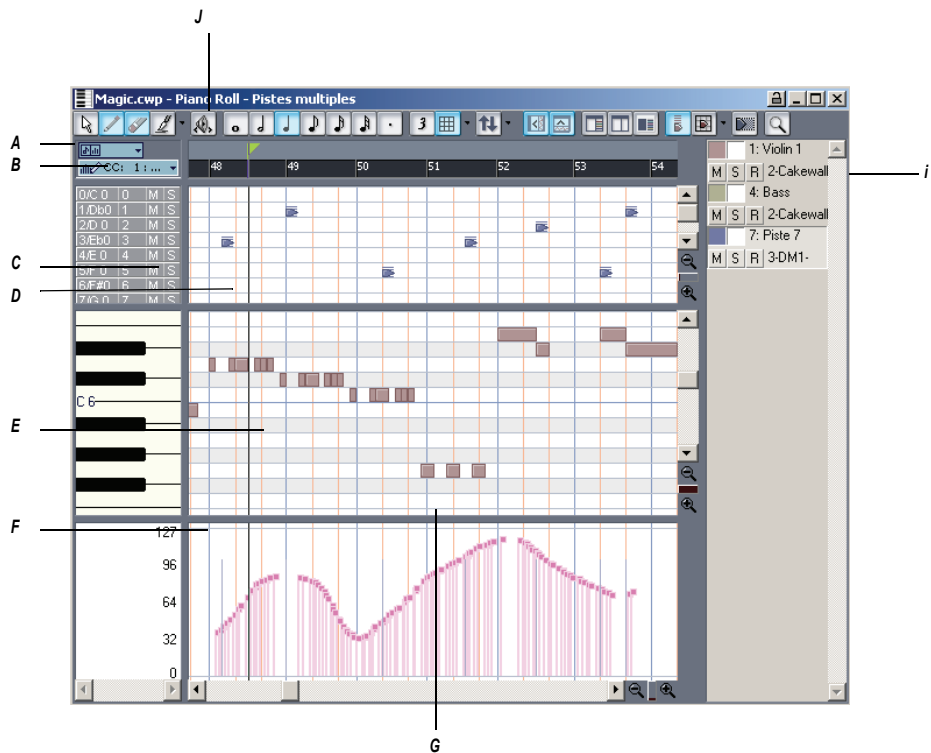 J
A
Magic.cwp - Piano Roll - Pistes multiples
3
B
CC: 1:...
48 49 50 51 52 53 54
1: Violin 1
M S R 2-Cakewall
4: Bass
M S R 2-Cakewall
7: Piste 7
M S R 3-DM1-
i
0/C 0 0 M S
1/Db0 1 M S
2/D 0 2 M S
3/Eb0 3 M S
4/E 0 4 M S
5/F 0 5 M S
6/F#0 6 M S
7/G 0 7 M S
C
D
C 6
E
F
127
96
64
32
0
G